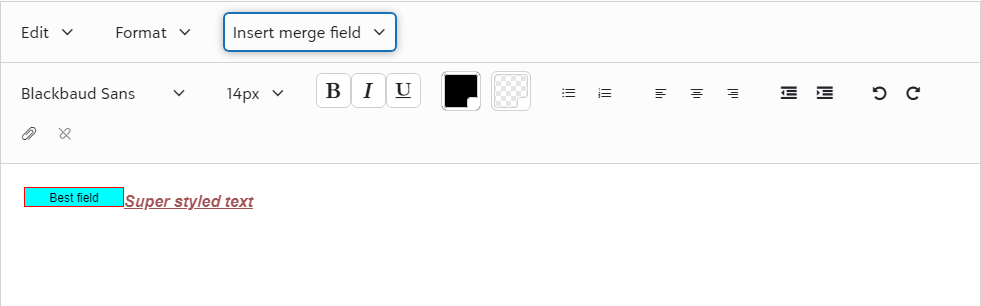 Edit Format Insert merge field
Blackbaud Sans 14px B I U
Best field Super styled text